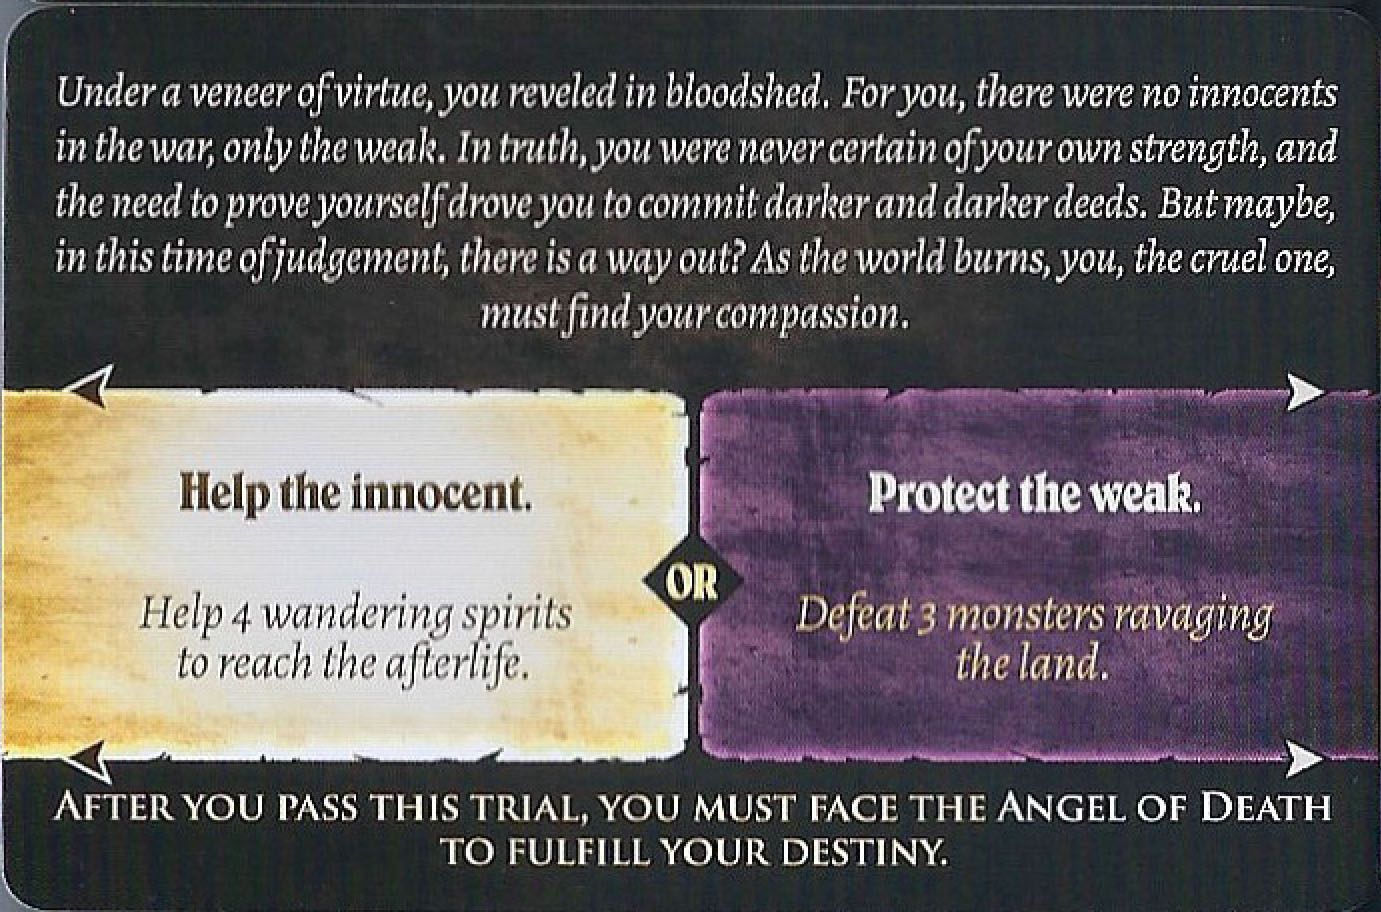 Under a veneer of virtue, you reveled in bloodshed. For you, there were no innocents
in the war, only the weak. In truth, you were never certain of your own strength, and
the need to prove yourself drove you to commit darker and darker deeds. But maybe,
in this time of judgement, there is a way out? As the world burns, you, the cruel one,
must find your compassion.
Help the innocent.
Help 4 wandering spirits
to reach the afterlife.
OR
Protect the weak.
Defeat 3 monsters ravaging
the land.
AFTER YOU PASS THIS TRIAL, YOU MUST FACE THE ANGEL OF DEATH
TO FULFILL YOUR DESTINY.